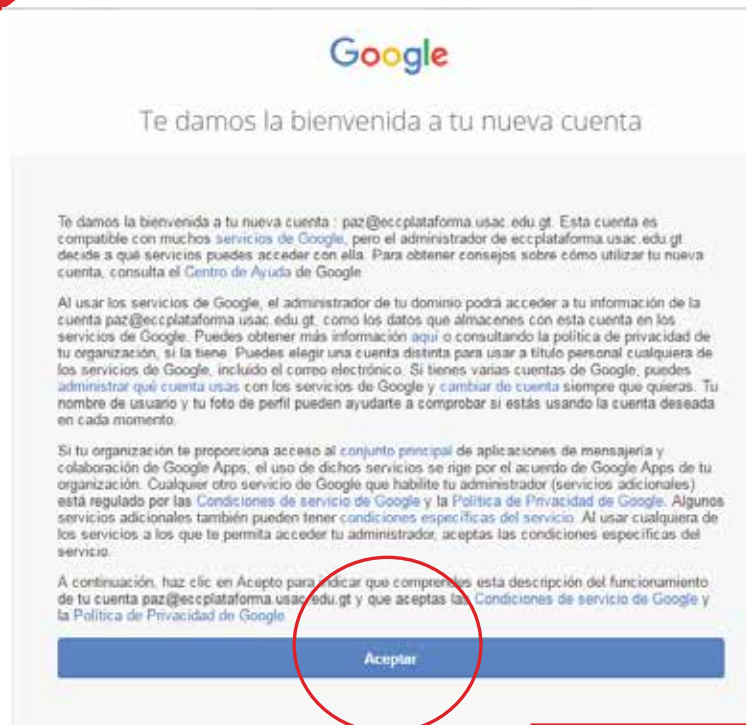 Google
Te damos la bienvenida a tu nueva cuenta
Te damos la bienvenida a tu nueva cuenta : paz@eccplataforma.usac.edu.gt. Esta cuenta es
compatible con muchos servicios de Google, pero el administrador de eccplataforma.usac.edu.gt
decide a qué servicios puedes acceder con ella. Para obtener consejos sobre cómo utilizar tu nueva
cuenta, consulta el Centro de Ayuda de Google
Al usar los servicios de Google, el administrador de tu dominio podrá acceder a tu información de la
cuenta paz@eccplataforma.usac.edu.gt, como los datos que almacenes con esta cuenta en los
servicios de Google. Puedes obtener más información aquí o consultando la política de privacidad de
tu organización, si la tiene. Puedes elegir una cuenta distinta para usar a título personal cualquiera de
los servicios de Google, incluido el correo electrónico. Si tienes varias cuentas de Google, puedes
administrar qué cuenta usas con los servicios de Google y cambiar de cuenta siempre que quieras. Tu
nombre de usuario y tu foto de perfil pueden ayudarte a comprobar si estás usando la cuenta deseada
en cada momento.
Si tu organización te proporciona acceso al conjunto principal de aplicaciones de mensajería y
colaboración de Google Apps, el uso de dichos servicios se rige por el acuerdo de Google Apps de tu
organización. Cualquier otro servicio de Google que habilite tu administrador (servicios adicionales)
está regulado por las Condiciones de servicio de Google y la Política de Privacidad de Google. Algunos
servicios adicionales también pueden tener condiciones específicas del servicio. Al usar cualquiera de
los servicios a los que te permita acceder tu administrador, aceptas las condiciones específicas del
servicio.
A continuación, haz clic en Acepto para indicar que comprendes esta descripción del funcionamiento
de tu cuenta paz@eccplataforma.usac.edu.gt y que aceptas las Condiciones de servicio de Google y
la Política de Privacidad de Google.
Aceptar